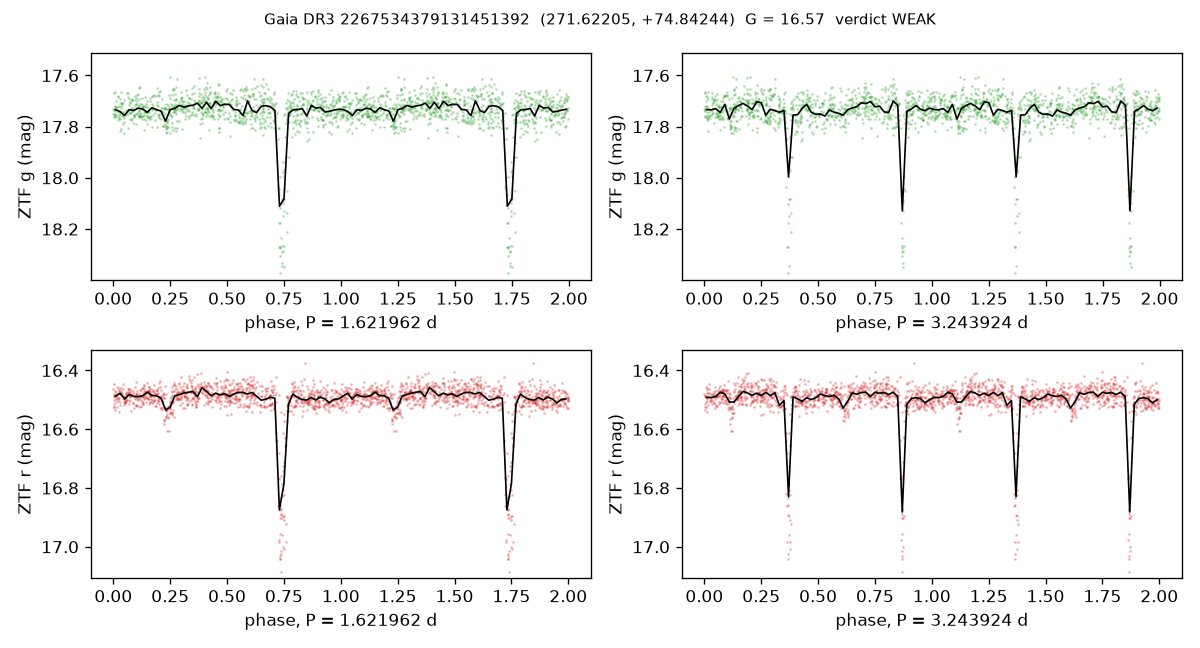 Gaia DR3 2267534379131451392 (271.62205, +74.84244) G = 16.57 verdict WEAK
ZTF g (mag)
17.6
17.8
18.0
18.2
0.00 0.25 0.50 0.75 1.00 1.25 1.50 1.75 2.00
phase, P = 1.621962 d
ZTF g (mag)
17.6
17.8
18.0
18.2
0.00 0.25 0.50 0.75 1.00 1.25 1.50 1.75 2.00
phase, P = 3.243924 d
ZTF r (mag)
16.4
16.6
16.8
17.0
0.00 0.25 0.50 0.75 1.00 1.25 1.50 1.75 2.00
phase, P = 1.621962 d
ZTF r (mag)
16.4
16.6
16.8
17.0
0.00 0.25 0.50 0.75 1.00 1.25 1.50 1.75 2.00
phase, P = 3.243924 d